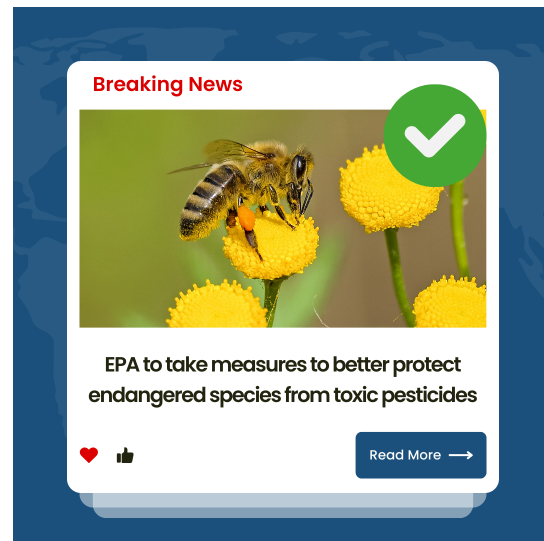 Breaking News
EPA to take measures to better protect
endangered species from toxic pesticides
Read More